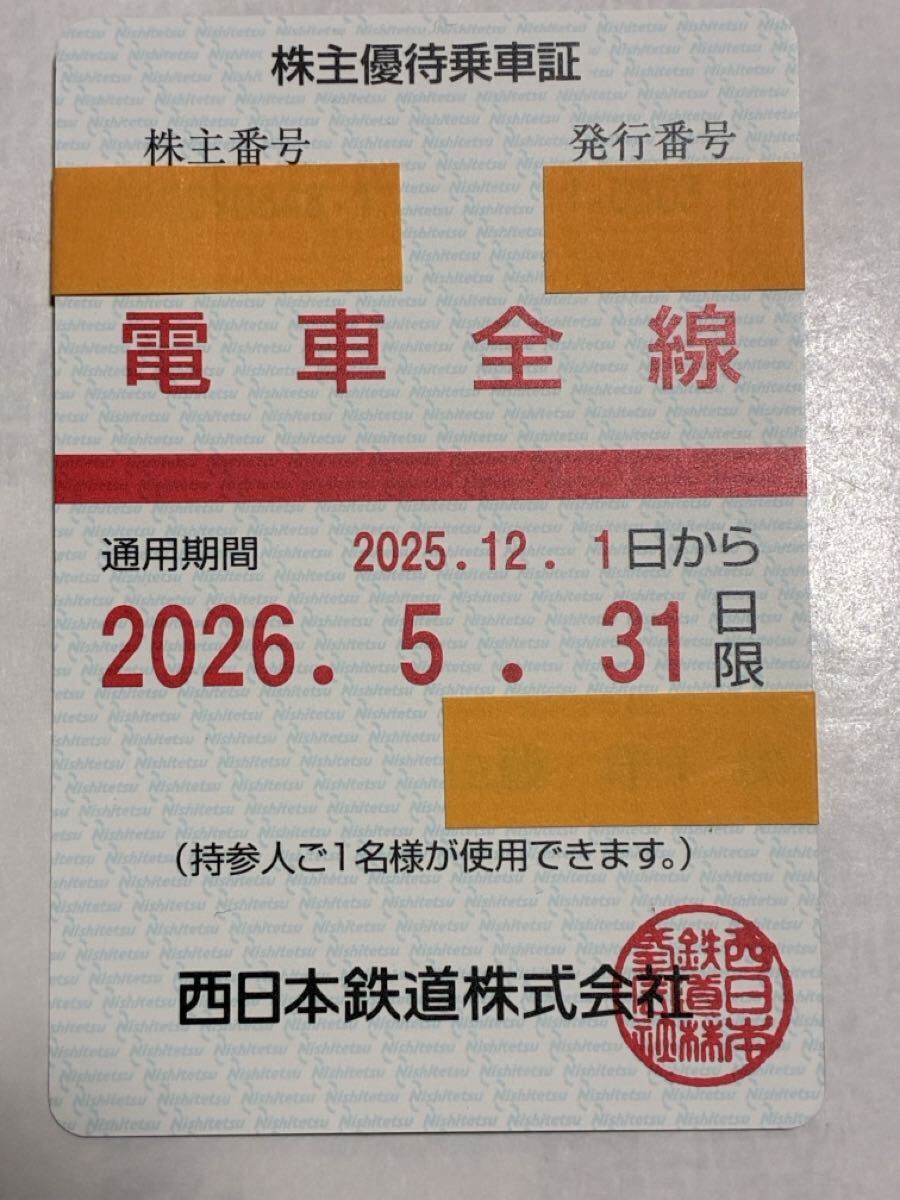 株主優待乗車証
株主番号
発行番号
電車全線
通用期間 2025.12. 1日から
2026. 5 . 31日限
(持参人ご1名様が使用できます。)
西日本鉄道株式会社